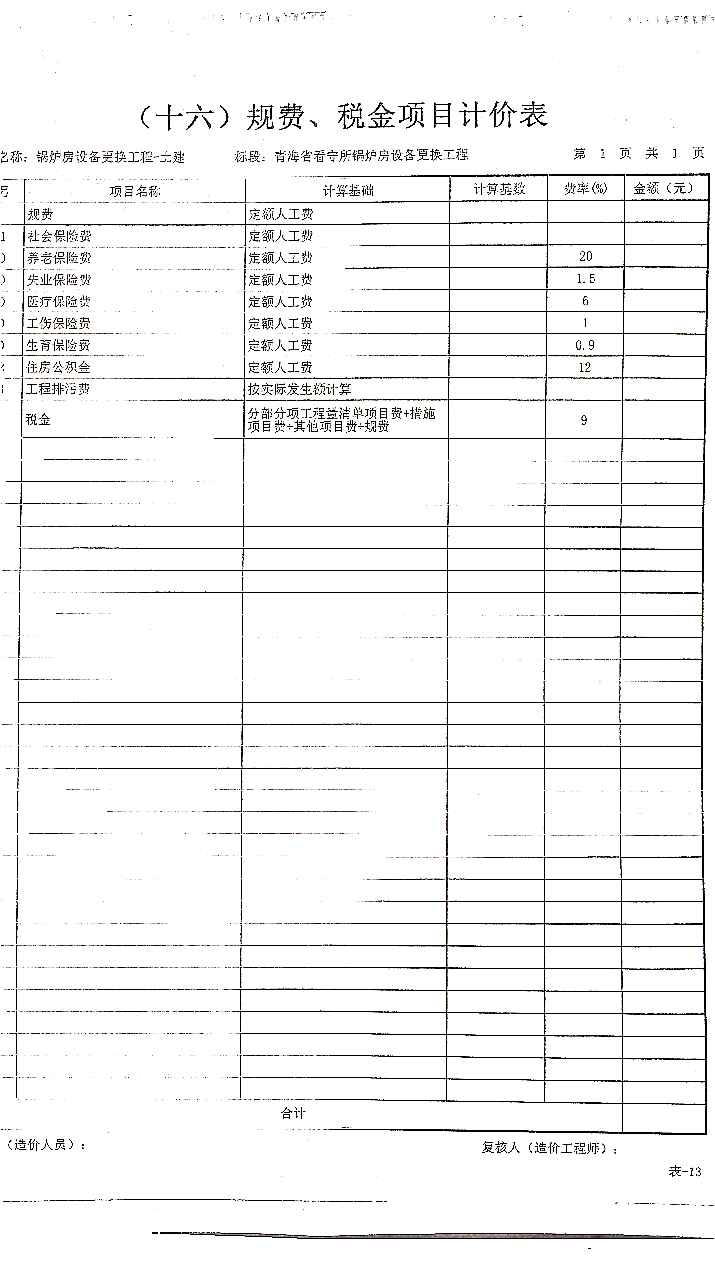 （十六）规费、税金项目计价表
名称：锅炉房设备更换工程-土建 标段：青海省看守所锅炉房设备更换工程 第 1 页 共 1 页
号 项目名称 计算基础 计算基数 费率(%) 金额（元）
规费 定额人工费
1 社会保险费 定额人工费
) 养老保险费 定额人工费 20
) 失业保险费 定额人工费 1.5
) 医疗保险费 定额人工费 6
) 工伤保险费 定额人工费 1
) 生育保险费 定额人工费 0.9
住房公积金 定额人工费 12
工程排污费 按实际发生额计算
税金 分部分项工程量清单项目费+措施
项目费+其他项目费+规费 9
合计
（造价人员）： 复核人（造价工程师）：
表-13